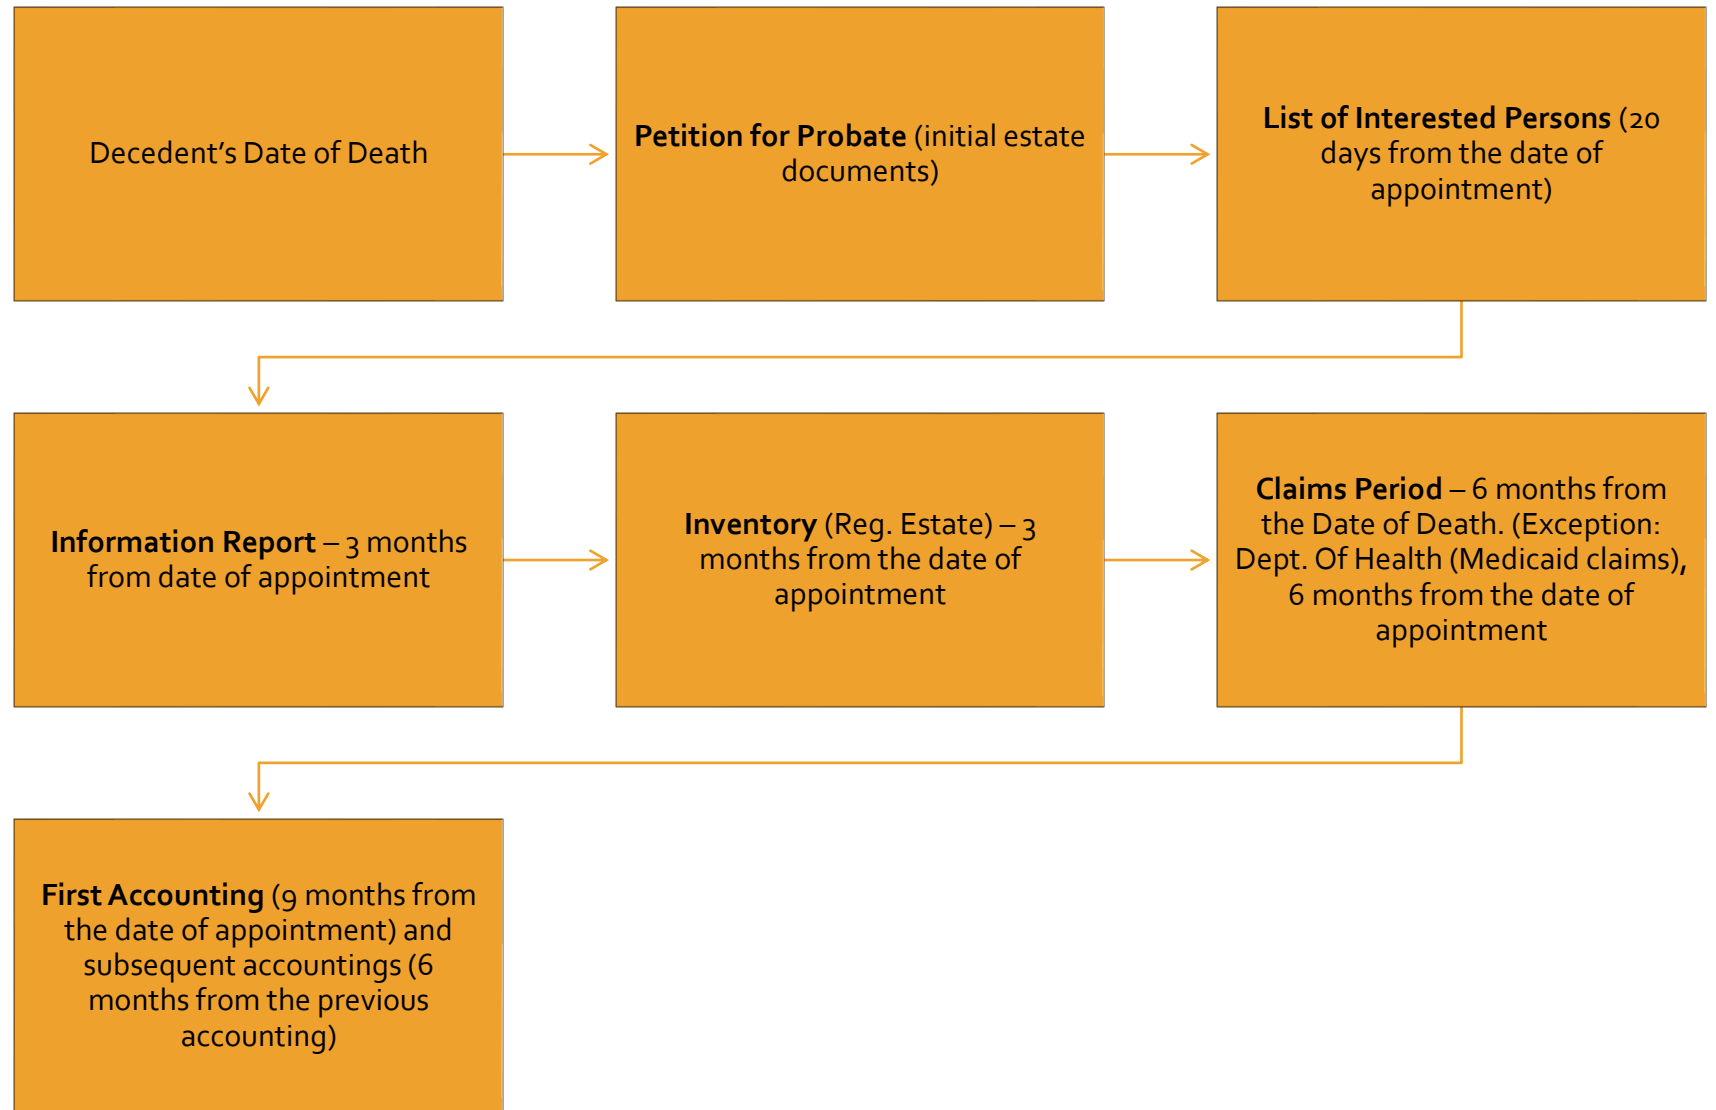 Decedent’s Date of Death
Petition for Probate (initial estate
documents)
List of Interested Persons (20
days from the date of
appointment)
Information Report – 3 months
from date of appointment
Inventory (Reg. Estate) – 3
months from the date of
appointment
Claims Period – 6 months from
the Date of Death. (Exception:
Dept. Of Health (Medicaid claims),
6 months from the date of
appointment
First Accounting (9 months from
the date of appointment) and
subsequent accountings (6
months from the previous
accounting)